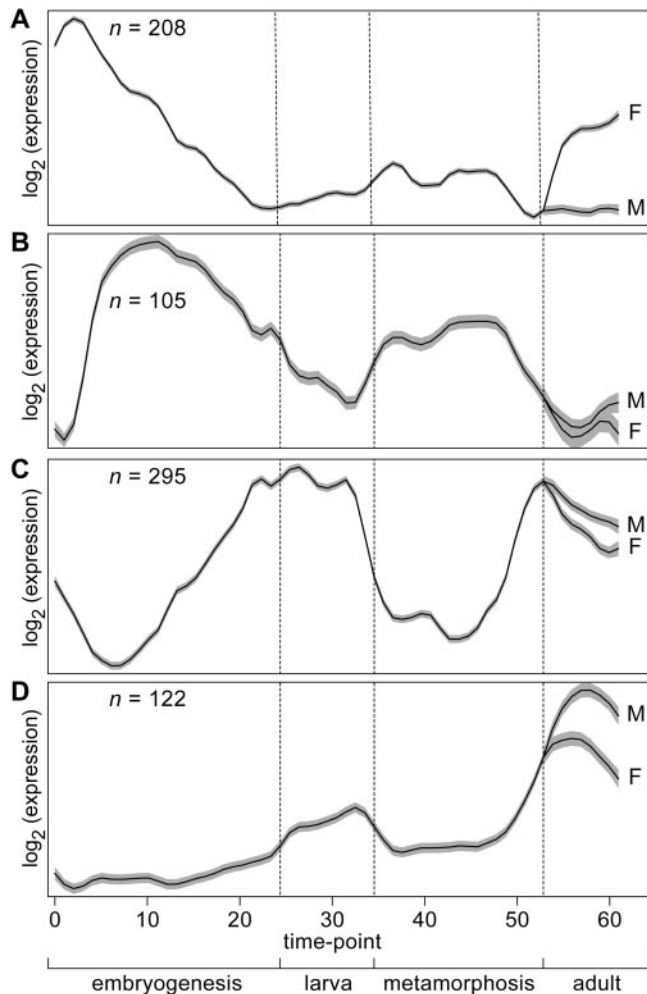 A
n = 208
log2 (expression)
F
M
B
n = 105
log2 (expression)
M
F
C
n = 295
log2 (expression)
M
F
D
n = 122
log2 (expression)
M
F
0 10 20 30 40 50 60
time-point
embryogenesis larva metamorphosis adult